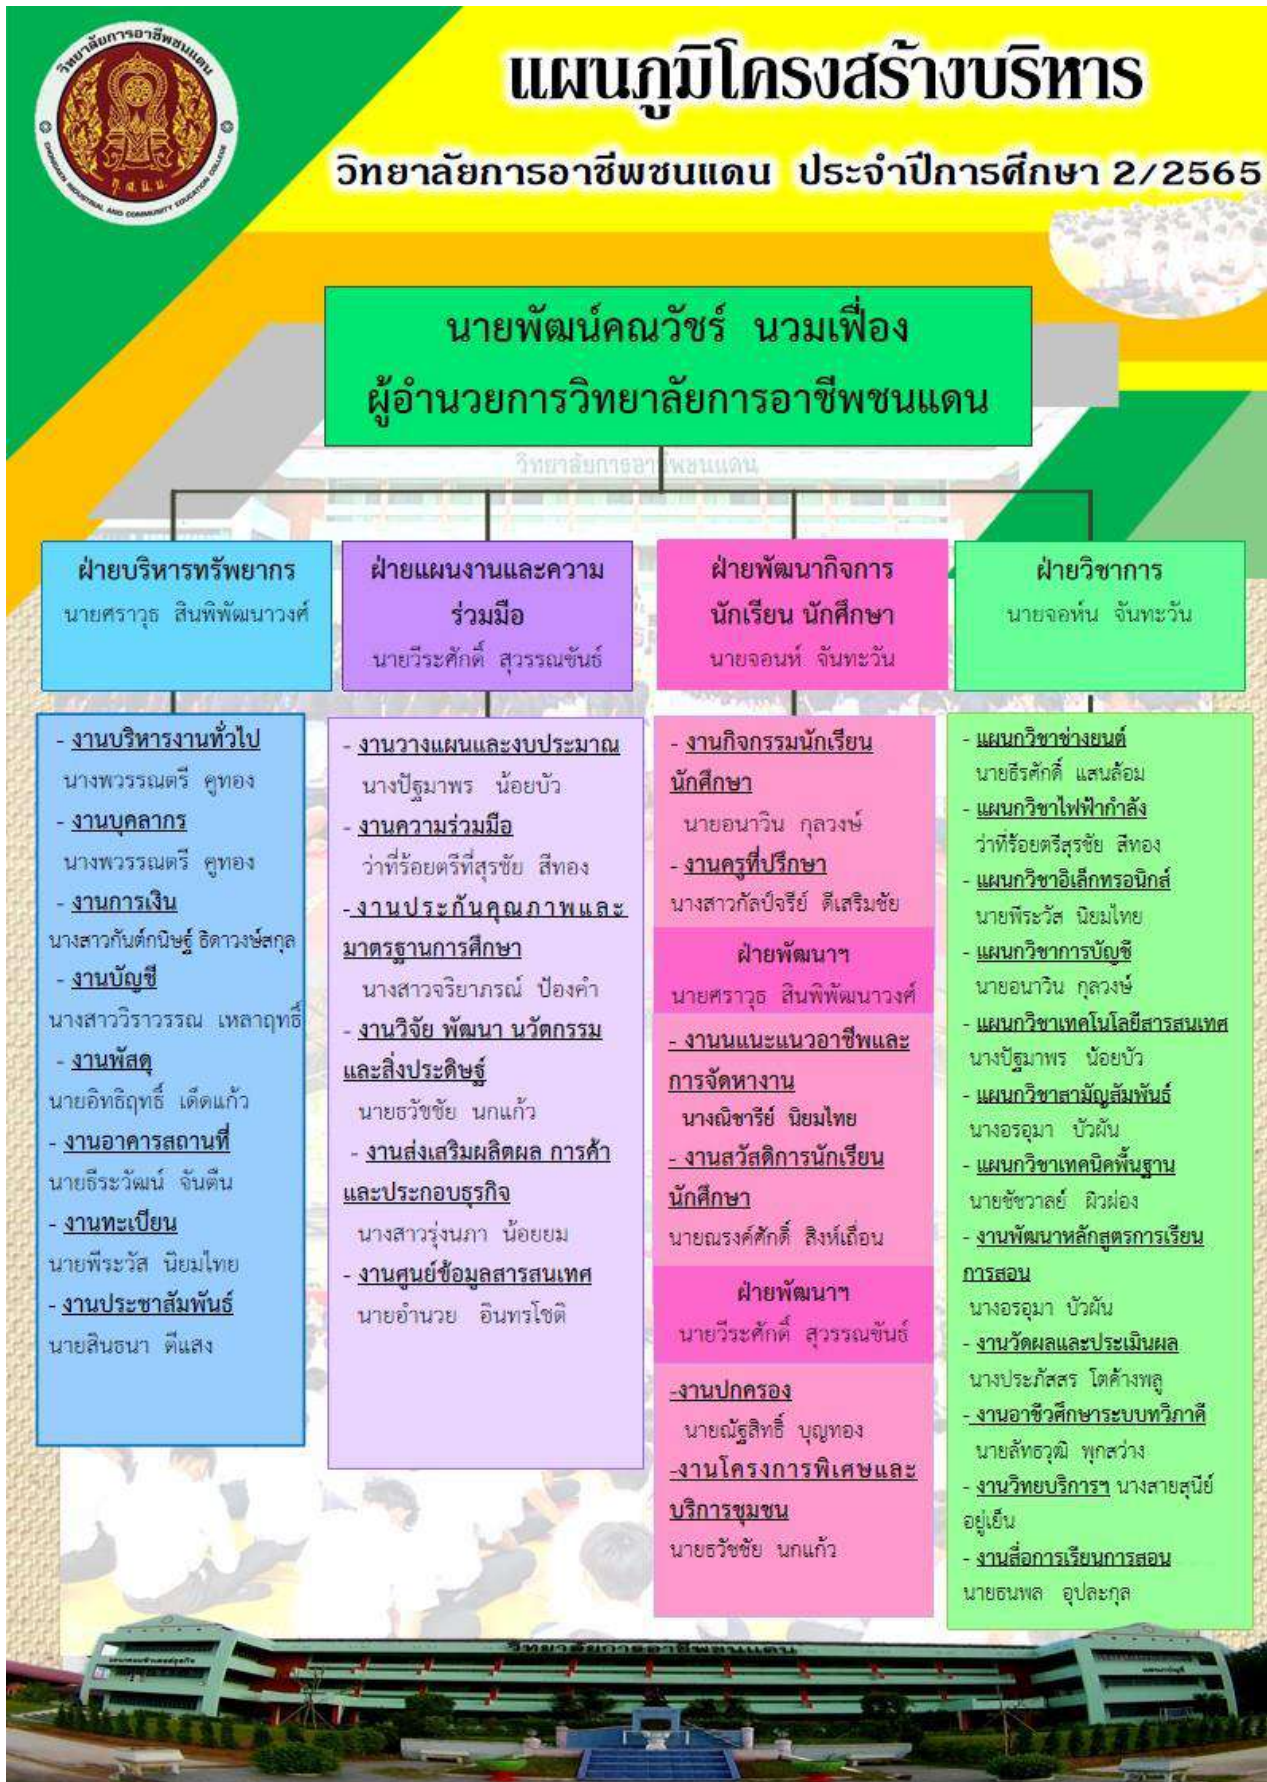 วิทยาลัยการอาชีพชนแดน
CHONDAEN INDUSTRIAL AND COMMUNITY EDUCATION COLLEGE
ทุ. ส. นิ. ม.
แผนภูมิโครงสร้างบริหาร
วิทยาลัยการอาชีพชนแดน ประจำปีการศึกษา 2/2565
นายพัฒน์คณวัชร์ นวมเฟื่อง
ผู้อำนวยการวิทยาลัยการอาชีพชนแดน
วิทยาลัยการอาชีพชนแดน
ฝ่ายบริหารทรัพยากร
นายศราวุธ สินพิพัฒนาวงศ์
- งานบริหารงานทั่วไป
นางพวรรณตรี คูทอง
- งานบุคลากร
นางพวรรณตรี คูทอง
- งานการเงิน
นางสาวกันต์กนิษฐ์ ธิดาวงษ์สกุล
- งานบัญชี
นางสาววิราวรรณ เหลาฤทธิ์
- งานพัสดุ
นายอิทธิฤทธิ์ เด็ดแก้ว
- งานอาคารสถานที่
นายธีระวัฒน์ จันตืน
- งานทะเบียน
นายพีระวัส นิยมไทย
- งานประชาสัมพันธ์
นายสินธนา ตีแสง
ฝ่ายแผนงานและความ
ร่วมมือ
นายวีระศักดิ์ สุวรรณขันธ์
- งานวางแผนและงบประมาณ
นางปัฐมาพร น้อยบัว
- งานความร่วมมือ
ว่าที่ร้อยตรีที่สุรชัย สีทอง
-งานประกันคุณภาพและ
มาตรฐานการศึกษา
นางสาวจริยาภรณ์ ป้องคำ
- งานวิจัย พัฒนา นวัตกรรม
และสิ่งประดิษฐ์
นายธวัชชัย นกแก้ว
- งานส่งเสริมผลิตผล การค้า
และประกอบธุรกิจ
นางสาวรุ่งนภา น้อยยม
- งานศูนย์ข้อมูลสารสนเทศ
นายอำนวย อินทรโชติ
ฝ่ายพัฒนากิจการ
นักเรียน นักศึกษา
นายจอนห์ จันทะวัน
- งานกิจกรรมนักเรียน
นักศึกษา
นายอนาวิน กุลวงษ์
- งานครูที่ปรึกษา
นางสาวกัลป์จรีย์ ดีเสริมชัย
ฝ่ายพัฒนาฯ
นายศราวุธ สินพิพัฒนาวงศ์
- งานนแนะแนวอาชีพและ
การจัดหางาน
นางณิชารีย์ นิยมไทย
- งานสวัสดิการนักเรียน
นักศึกษา
นายณรงค์ศักดิ์ สิงห์เถื่อน
ฝ่ายพัฒนาฯ
นายวีระศักดิ์ สุวรรณขันธ์
-งานปกครอง
นายณัฐสิทธิ์ บุญทอง
-งานโครงการพิเศษและ
บริการชุมชน
นายธวัชชัย นกแก้ว
ฝ่ายวิชาการ
นายจอห์น จันทะวัน
- แผนกวิชาช่างยนต์
นายธีรศักดิ์ แสนล้อม
- แผนกวิชาไฟฟ้ากำลัง
ว่าที่ร้อยตรีสุรชัย สีทอง
- แผนกวิชาอิเล็กทรอนิกส์
นายพีระวัส นิยมไทย
- แผนกวิชาการบัญชี
นายอนาวิน กุลวงษ์
- แผนกวิชาเทคโนโลยีสารสนเทศ
นางปัฐมาพร น้อยบัว
- แผนกวิชาสามัญสัมพันธ์
นางอรอุมา บัวผัน
- แผนกวิชาเทคนิคพื้นฐาน
นายชัชวาลย์ ผิวผ่อง
- งานพัฒนาหลักสูตรการเรียน
การสอน
นางอรอุมา บัวผัน
- งานวัดผลและประเมินผล
นางประภัสสร โตค้างพลู
- งานอาชีวศึกษาระบบทวิภาคี
นายลัทธวุฒิ พุกสว่าง
- งานวิทยบริการฯ นางสายสุนีย์
อยู่เย็น
- งานสื่อการเรียนการสอน
นายธนพล อุปละกุล
วิทยาลัยการอาชีพชนแดน